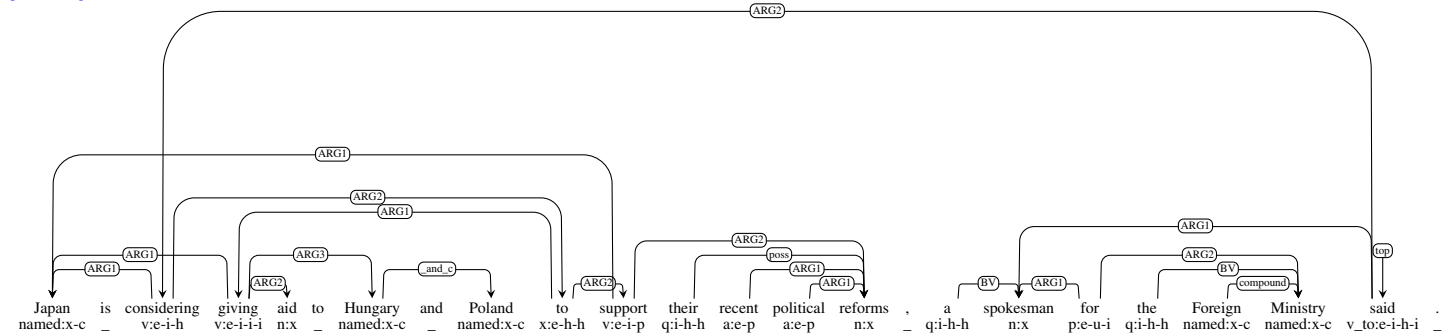 ARG2
ARG1
ARG2
ARG1
ARG1
ARG2
ARG1 top
ARG1 ARG3 poss ARG2
ARG1 _and_c ARG1 BV
ARG2 ARG2 ARG1 BV ARG1 compound
Japan is considering giving aid to Hungary and Poland to support their recent political reforms , a spokesman for the Foreign Ministry said .
named:x-c _ v:e-i-h v:e-i-i-i n:x _ named:x-c _ named:x-c x:e-h-h v:e-i-p q:i-h-h a:e-p a:e-p n:x _ q:i-h-h n:x p:e-u-i q:i-h-h named:x-c named:x-c v_to:e-i-h-i _